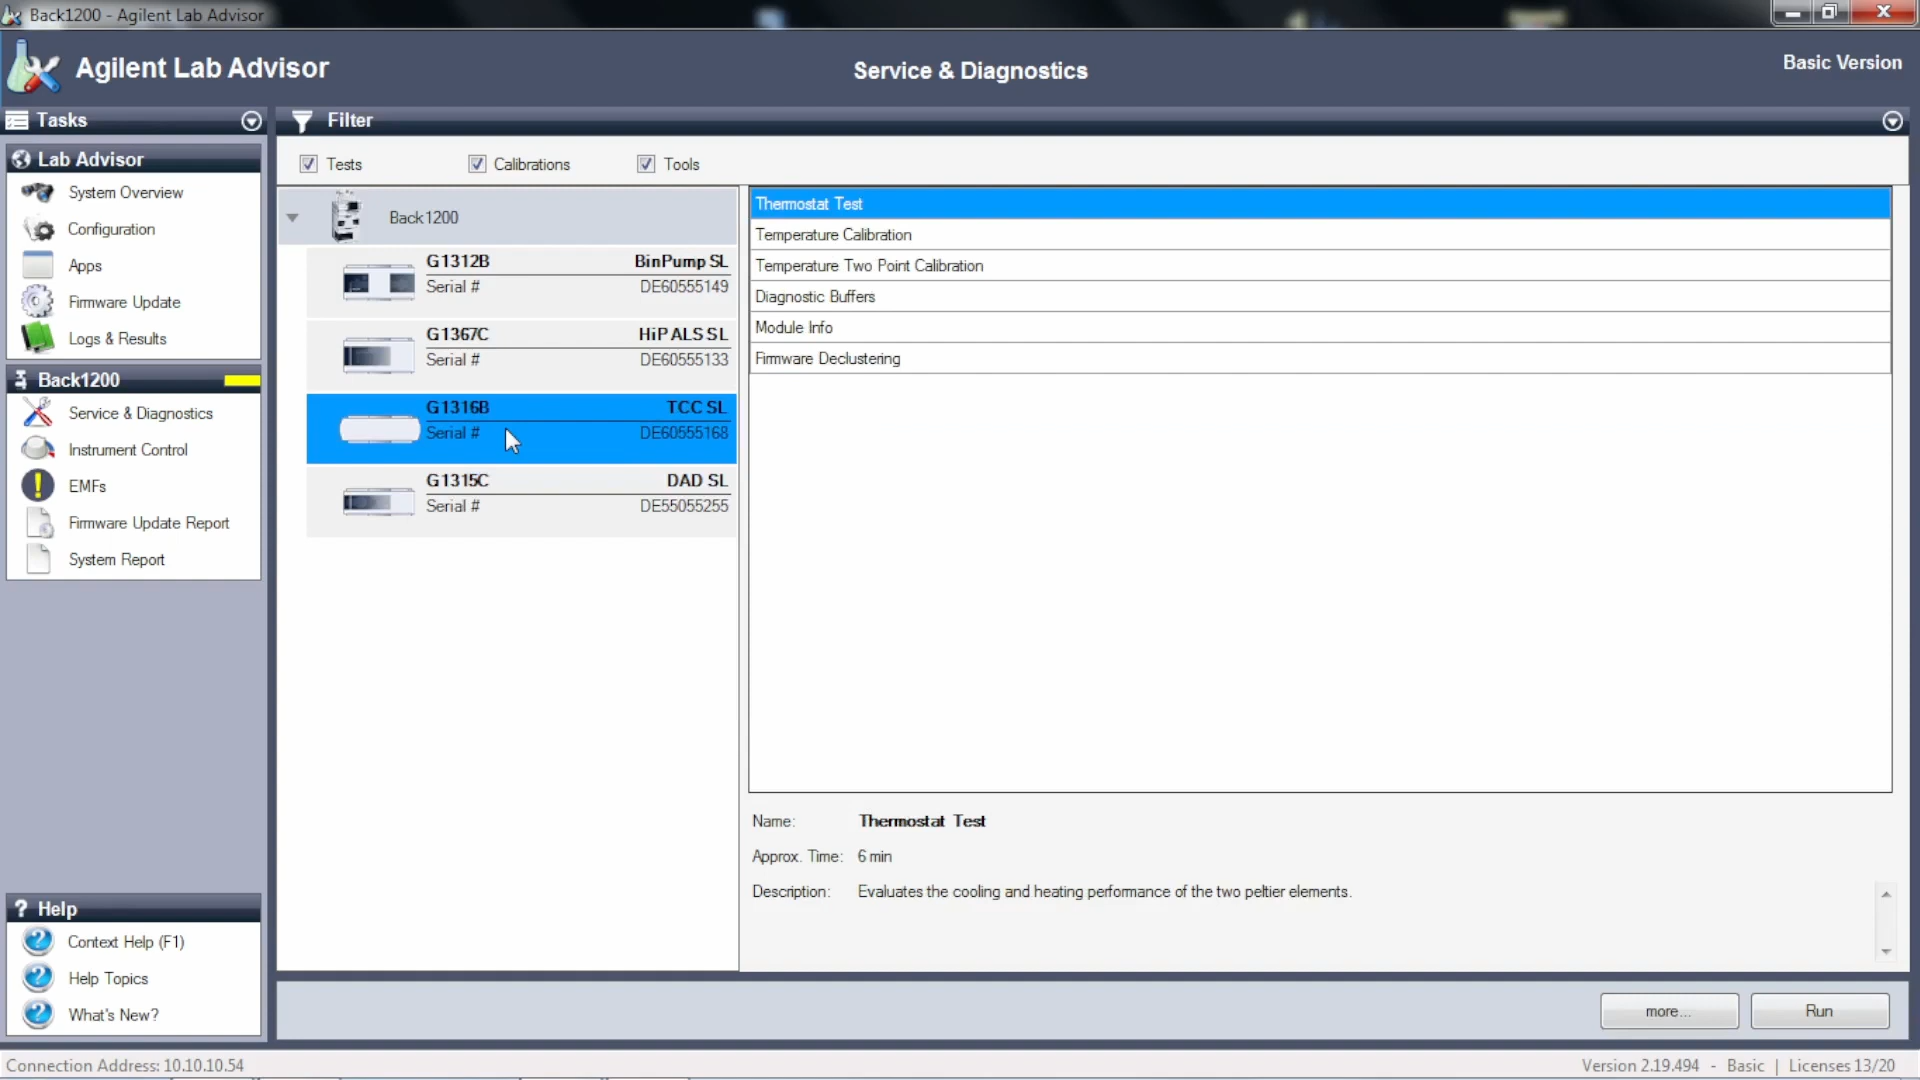 Back1200 - Agilent Lab Advisor
Agilent Lab Advisor
Service & Diagnostics
Basic Version
Tasks
Filter
Lab Advisor
System Overview
Configuration
Apps
Firmware Update
Logs & Results
Back1200
Service & Diagnostics
Instrument Control
EMFs
Firmware Update Report
System Report
? Help
Context Help (F1)
Help Topics
What's New?
Tests
Calibrations
Tools
Back1200
G1312B BinPump SL
Serial # DE60555149
G1367C HiP ALS SL
Serial # DE60555133
G1316B TCC SL
Serial # DE60555168
G1315C DAD SL
Serial # DE55055255
Thermostat Test
Temperature Calibration
Temperature Two Point Calibration
Diagnostic Buffers
Module Info
Firmware Declustering
Name: Thermostat Test
Approx. Time: 6 min
Description: Evaluates the cooling and heating performance of the two peltier elements.
more...
Run
Connection Address: 10.10.10.54
Version 2.19.494 - Basic | Licenses 13/20